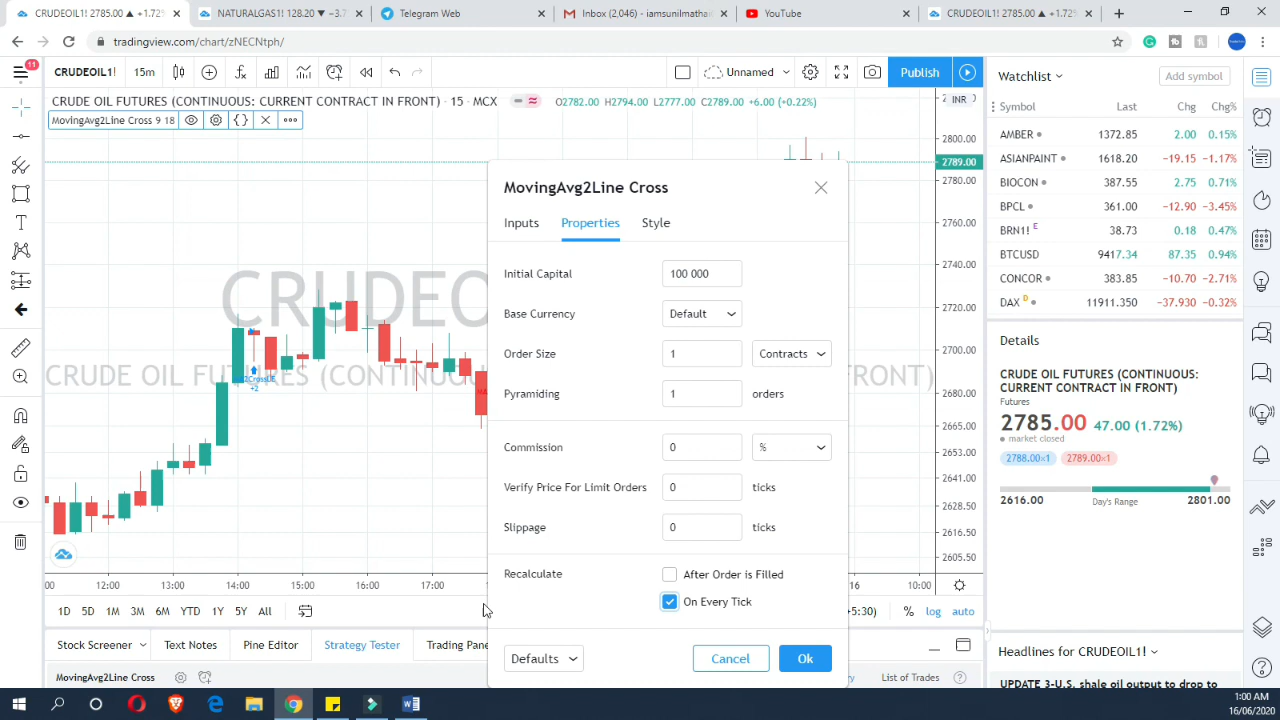 CRUDEOIL1! 2785.00 ▲ +1.72%
NATURALGAS1! 128.20 ▼ −3.7
Telegram Web
Inbox (2,046) - iamsunilmathai
YouTube
CRUDEOIL1! 2785.00 ▲ +1.72%
tradingview.com/chart/zNECNtph/
11
CRUDEOIL1!
15m
Unnamed
Publish
Watchlist
Add symbol
CRUDE OIL FUTURES (CONTINUOUS: CURRENT CONTRACT IN FRONT) · 15 · MCX
O2782.00 H2794.00 L2777.00 C2789.00 +6.00 (+0.22%)
INR
Symbol Last Chg Chg%
MovingAvg2Line Cross 9 18
AMBER 1372.85 2.00 0.15%
ASIANPAINT 1618.20 −19.15 −1.17%
BIOCON 387.55 2.75 0.71%
BPCL 361.00 −12.90 −3.45%
BRN1! E 38.73 0.18 0.47%
BTCUSD 9417.34 87.35 0.94%
CONCOR 383.85 −10.70 −2.71%
DAX D 11911.350 −37.930 −0.32%
2800.00
2789.00
2780.00
2760.00
2740.00
2720.00
2700.00
2680.00
2665.00
2653.00
2641.00
2628.50
2616.50
2605.50
CRUDEO
CRUDE OIL FUTURES (CONTINUOU
FRONT)
+2
MovingAvg2Line Cross
Inputs Properties Style
Initial Capital 100 000
Base Currency Default
Order Size 1 Contracts
Pyramiding 1 orders
Commission 0 %
Verify Price For Limit Orders 0 ticks
Slippage 0 ticks
Recalculate After Order is Filled
On Every Tick
Defaults Cancel Ok
Details
CRUDE OIL FUTURES (CONTINUOUS:
CURRENT CONTRACT IN FRONT)
Futures
2785.00 47.00 (1.72%)
market closed
2788.00×1 2789.00×1
2616.00 Day's Range 2801.00
:00 12:00 13:00 14:00 15:00 16:00 17:00
16 10:00
1D 5D 1M 3M 6M YTD 1Y 5Y All
+5:30) % log auto
Stock Screener Text Notes Pine Editor Strategy Tester Trading Pane
MovingAvg2Line Cross
List of Trades
Headlines for CRUDEOIL1!
UPDATE 3-U.S. shale oil output to drop to
1:00 AM
16/06/2020